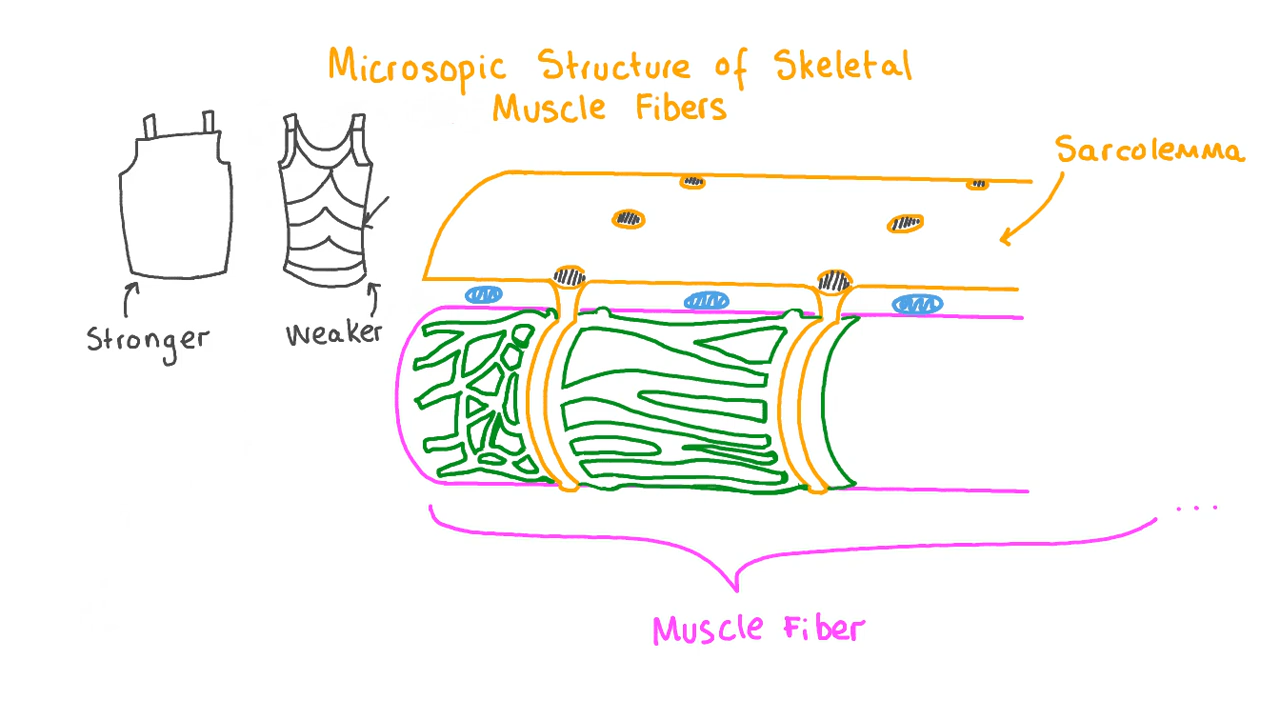 Microsopic Structure of Skeletal
Muscle Fibers
Sarcolemma
Stronger
Weaker
Muscle Fiber
...